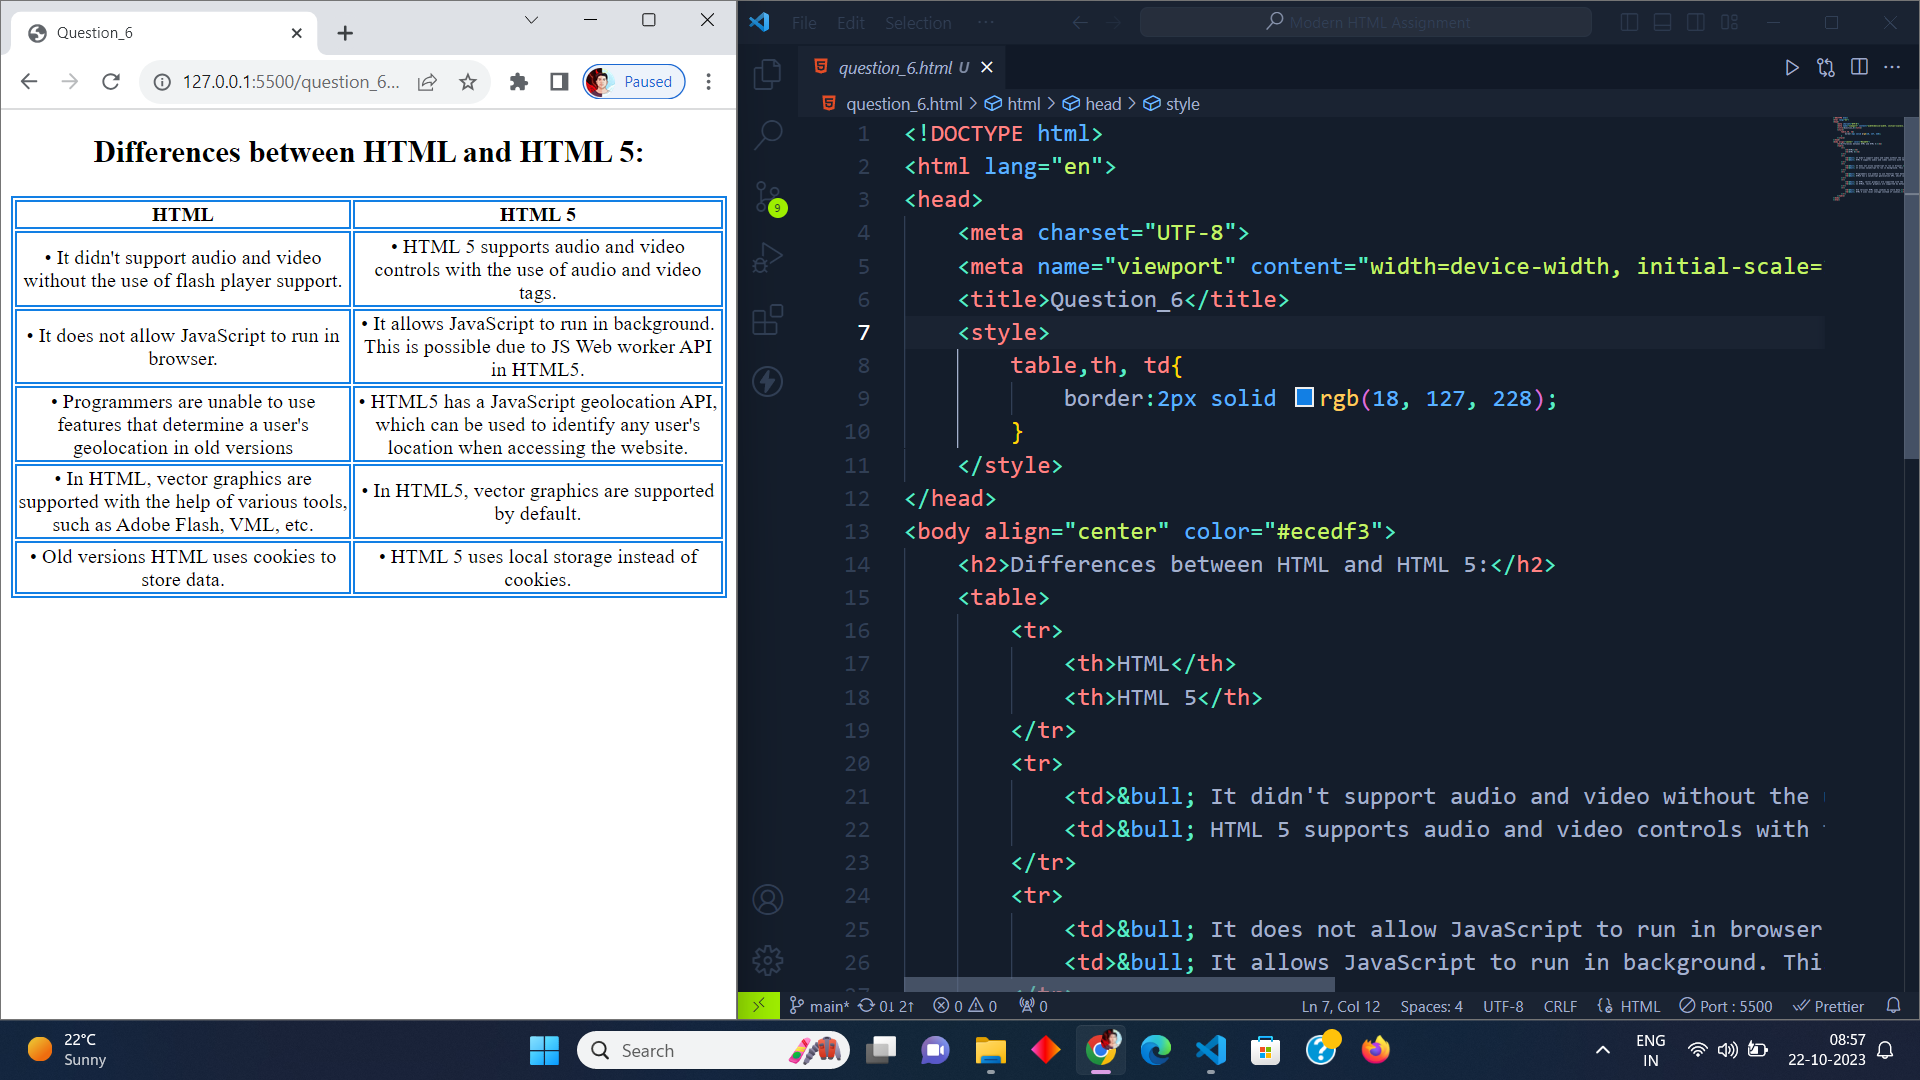 Question_6
127.0.0.1:5500/question_6...
Paused
Differences between HTML and HTML 5:
HTML
HTML 5
• It didn't support audio and video
without the use of flash player support.
• HTML 5 supports audio and video
controls with the use of audio and video
tags.
• It does not allow JavaScript to run in
browser.
• It allows JavaScript to run in background.
This is possible due to JS Web worker API
in HTML5.
• Programmers are unable to use
features that determine a user's
geolocation in old versions
• HTML5 has a JavaScript geolocation API,
which can be used to identify any user's
location when accessing the website.
• In HTML, vector graphics are
supported with the help of various tools,
such as Adobe Flash, VML, etc.
• In HTML5, vector graphics are supported
by default.
• Old versions HTML uses cookies to
store data.
• HTML 5 uses local storage instead of
cookies.
File Edit Selection ···
Modern HTML Assignment
question_6.html U
question_6.html > html > head > style
9
1 <!DOCTYPE html>
2 <html lang="en">
3 <head>
4 <meta charset="UTF-8">
5 <meta name="viewport" content="width=device-width, initial-scale=
6 <title>Question_6</title>
7 <style>
8 table,th, td{
9 border:2px solid rgb(18, 127, 228);
10 }
11 </style>
12 </head>
13 <body align="center" color="#ecedf3">
14 <h2>Differences between HTML and HTML 5:</h2>
15 <table>
16 <tr>
17 <th>HTML</th>
18 <th>HTML 5</th>
19 </tr>
20 <tr>
21 <td>&bull; It didn't support audio and video without the
22 <td>&bull; HTML 5 supports audio and video controls with
23 </tr>
24 <tr>
25 <td>&bull; It does not allow JavaScript to run in browser
26 <td>&bull; It allows JavaScript to run in background. Thi
main* 0↓ 2↑ 0 0 0
Ln 7, Col 12 Spaces: 4 UTF-8 CRLF HTML Port : 5500 Prettier
22°C
Sunny
Search
ENG
IN
08:57
22-10-2023